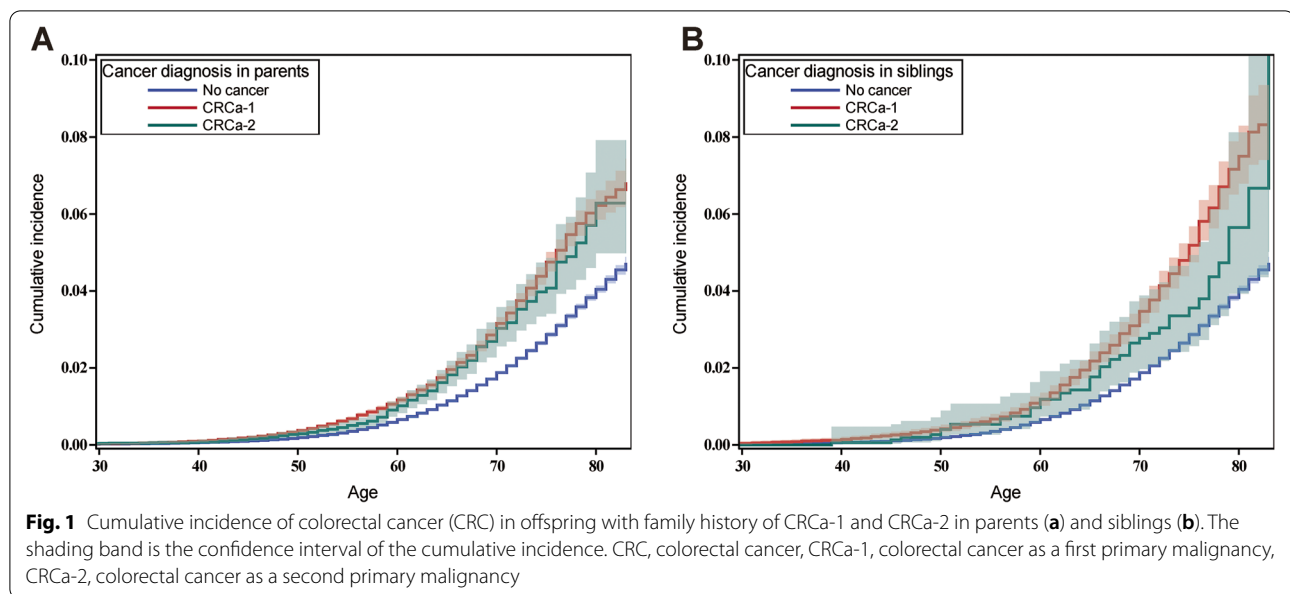 A
Cumulative incidence
0.10
0.08
0.06
0.04
0.02
0.00
Cancer diagnosis in parents
No cancer
CRCa-1
CRCa-2
30 40 50 60 70 80
Age
B
Cumulative incidence
0.10
0.08
0.06
0.04
0.02
0.00
Cancer diagnosis in siblings
No cancer
CRCa-1
CRCa-2
30 40 50 60 70 80
Age
Fig. 1 Cumulative incidence of colorectal cancer (CRC) in offspring with family history of CRCa-1 and CRCa-2 in parents (a) and siblings (b). The
shading band is the confidence interval of the cumulative incidence. CRC, colorectal cancer, CRCa-1, colorectal cancer as a first primary malignancy,
CRCa-2, colorectal cancer as a second primary malignancy